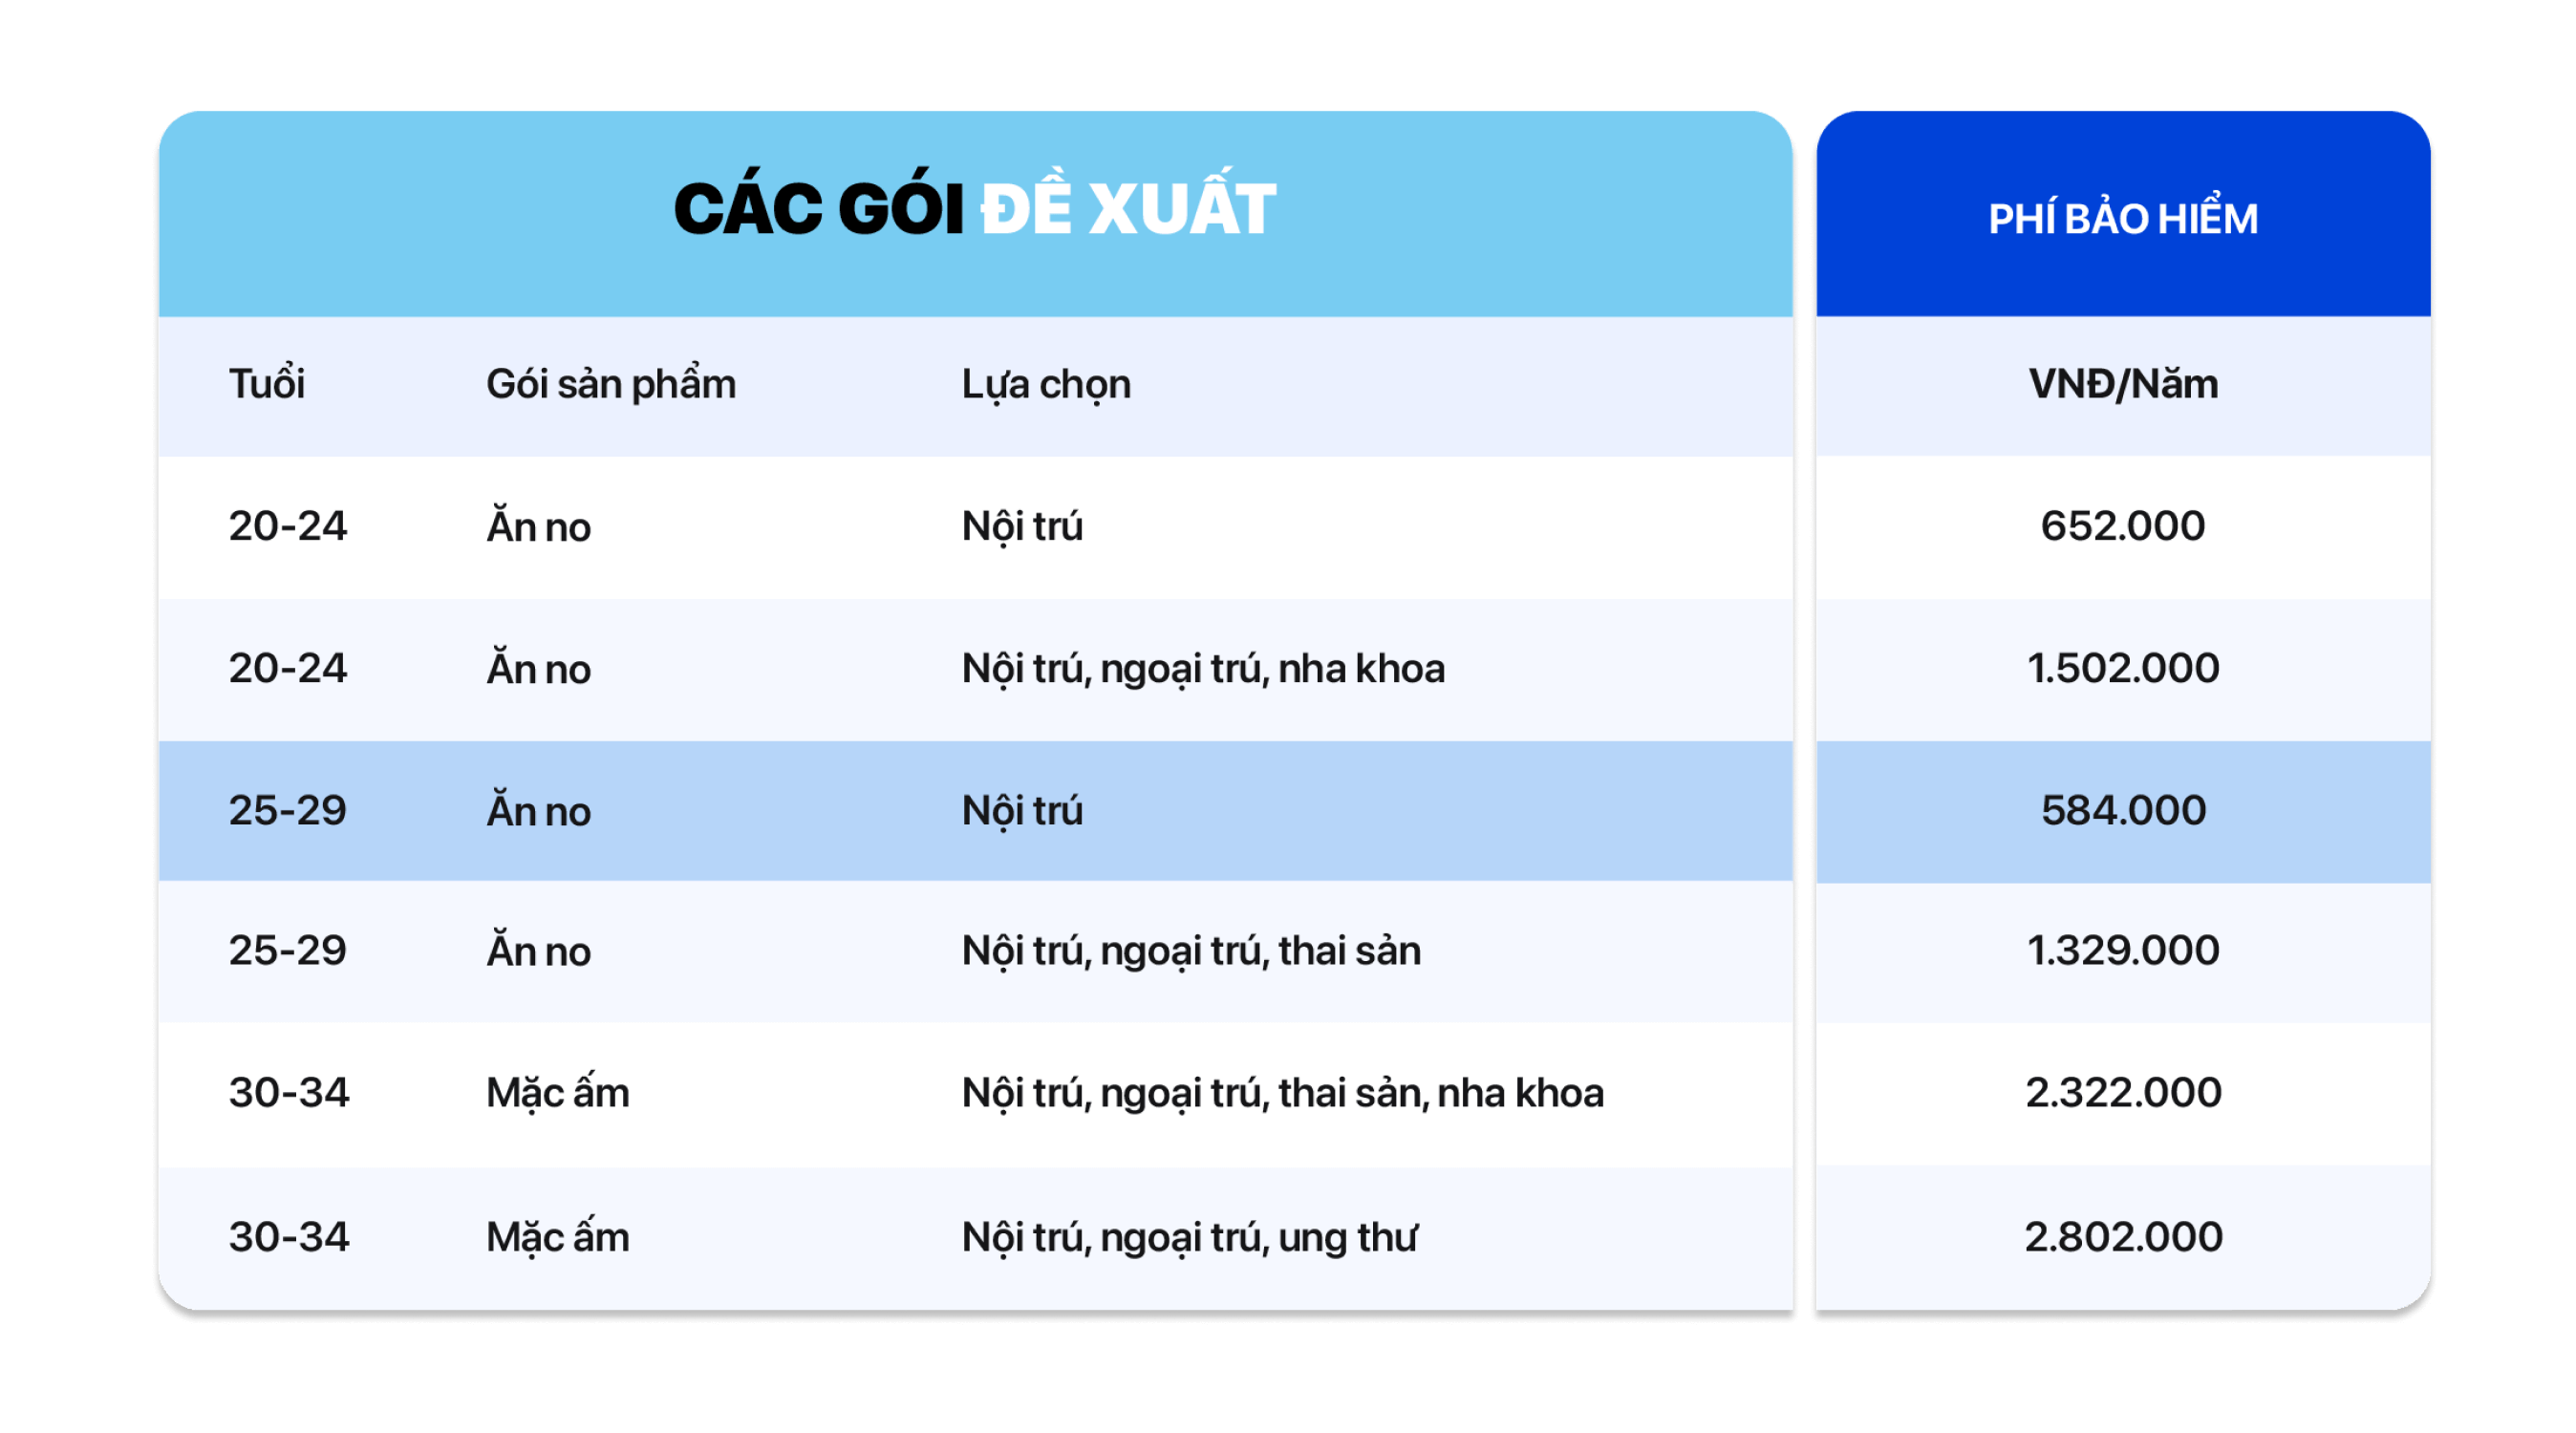 CÁC GÓI ĐỀ XUẤT PHÍ BẢO HIỂM
Tuổi Gói sản phẩm Lựa chọn VNĐ/Năm
20-24 Ăn no Nội trú 652.000
20-24 Ăn no Nội trú, ngoại trú, nha khoa 1.502.000
25-29 Ăn no Nội trú 584.000
25-29 Ăn no Nội trú, ngoại trú, thai sản 1.329.000
30-34 Mặc ấm Nội trú, ngoại trú, thai sản, nha khoa 2.322.000
30-34 Mặc ấm Nội trú, ngoại trú, ung thư 2.802.000